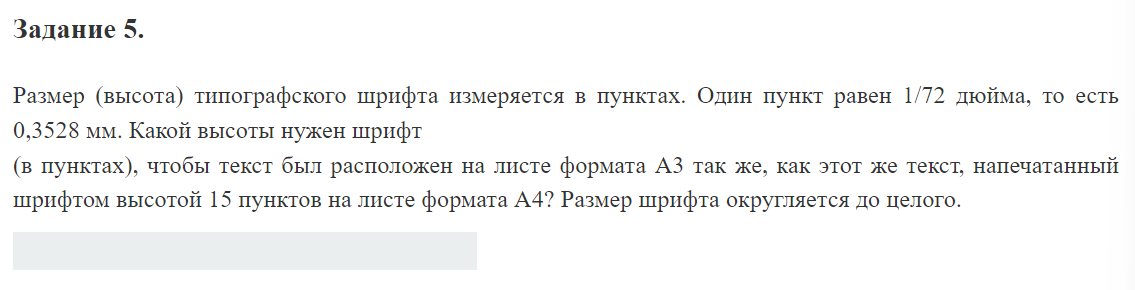 Задание 5.
Размер (высота) типографского шрифта измеряется в пунктах. Один пункт равен 1/72 дюйма, то есть
0,3528 мм. Какой высоты нужен шрифт
(в пунктах), чтобы текст был расположен на листе формата А3 так же, как этот же текст, напечатанный
шрифтом высотой 15 пунктов на листе формата А4? Размер шрифта округляется до целого.